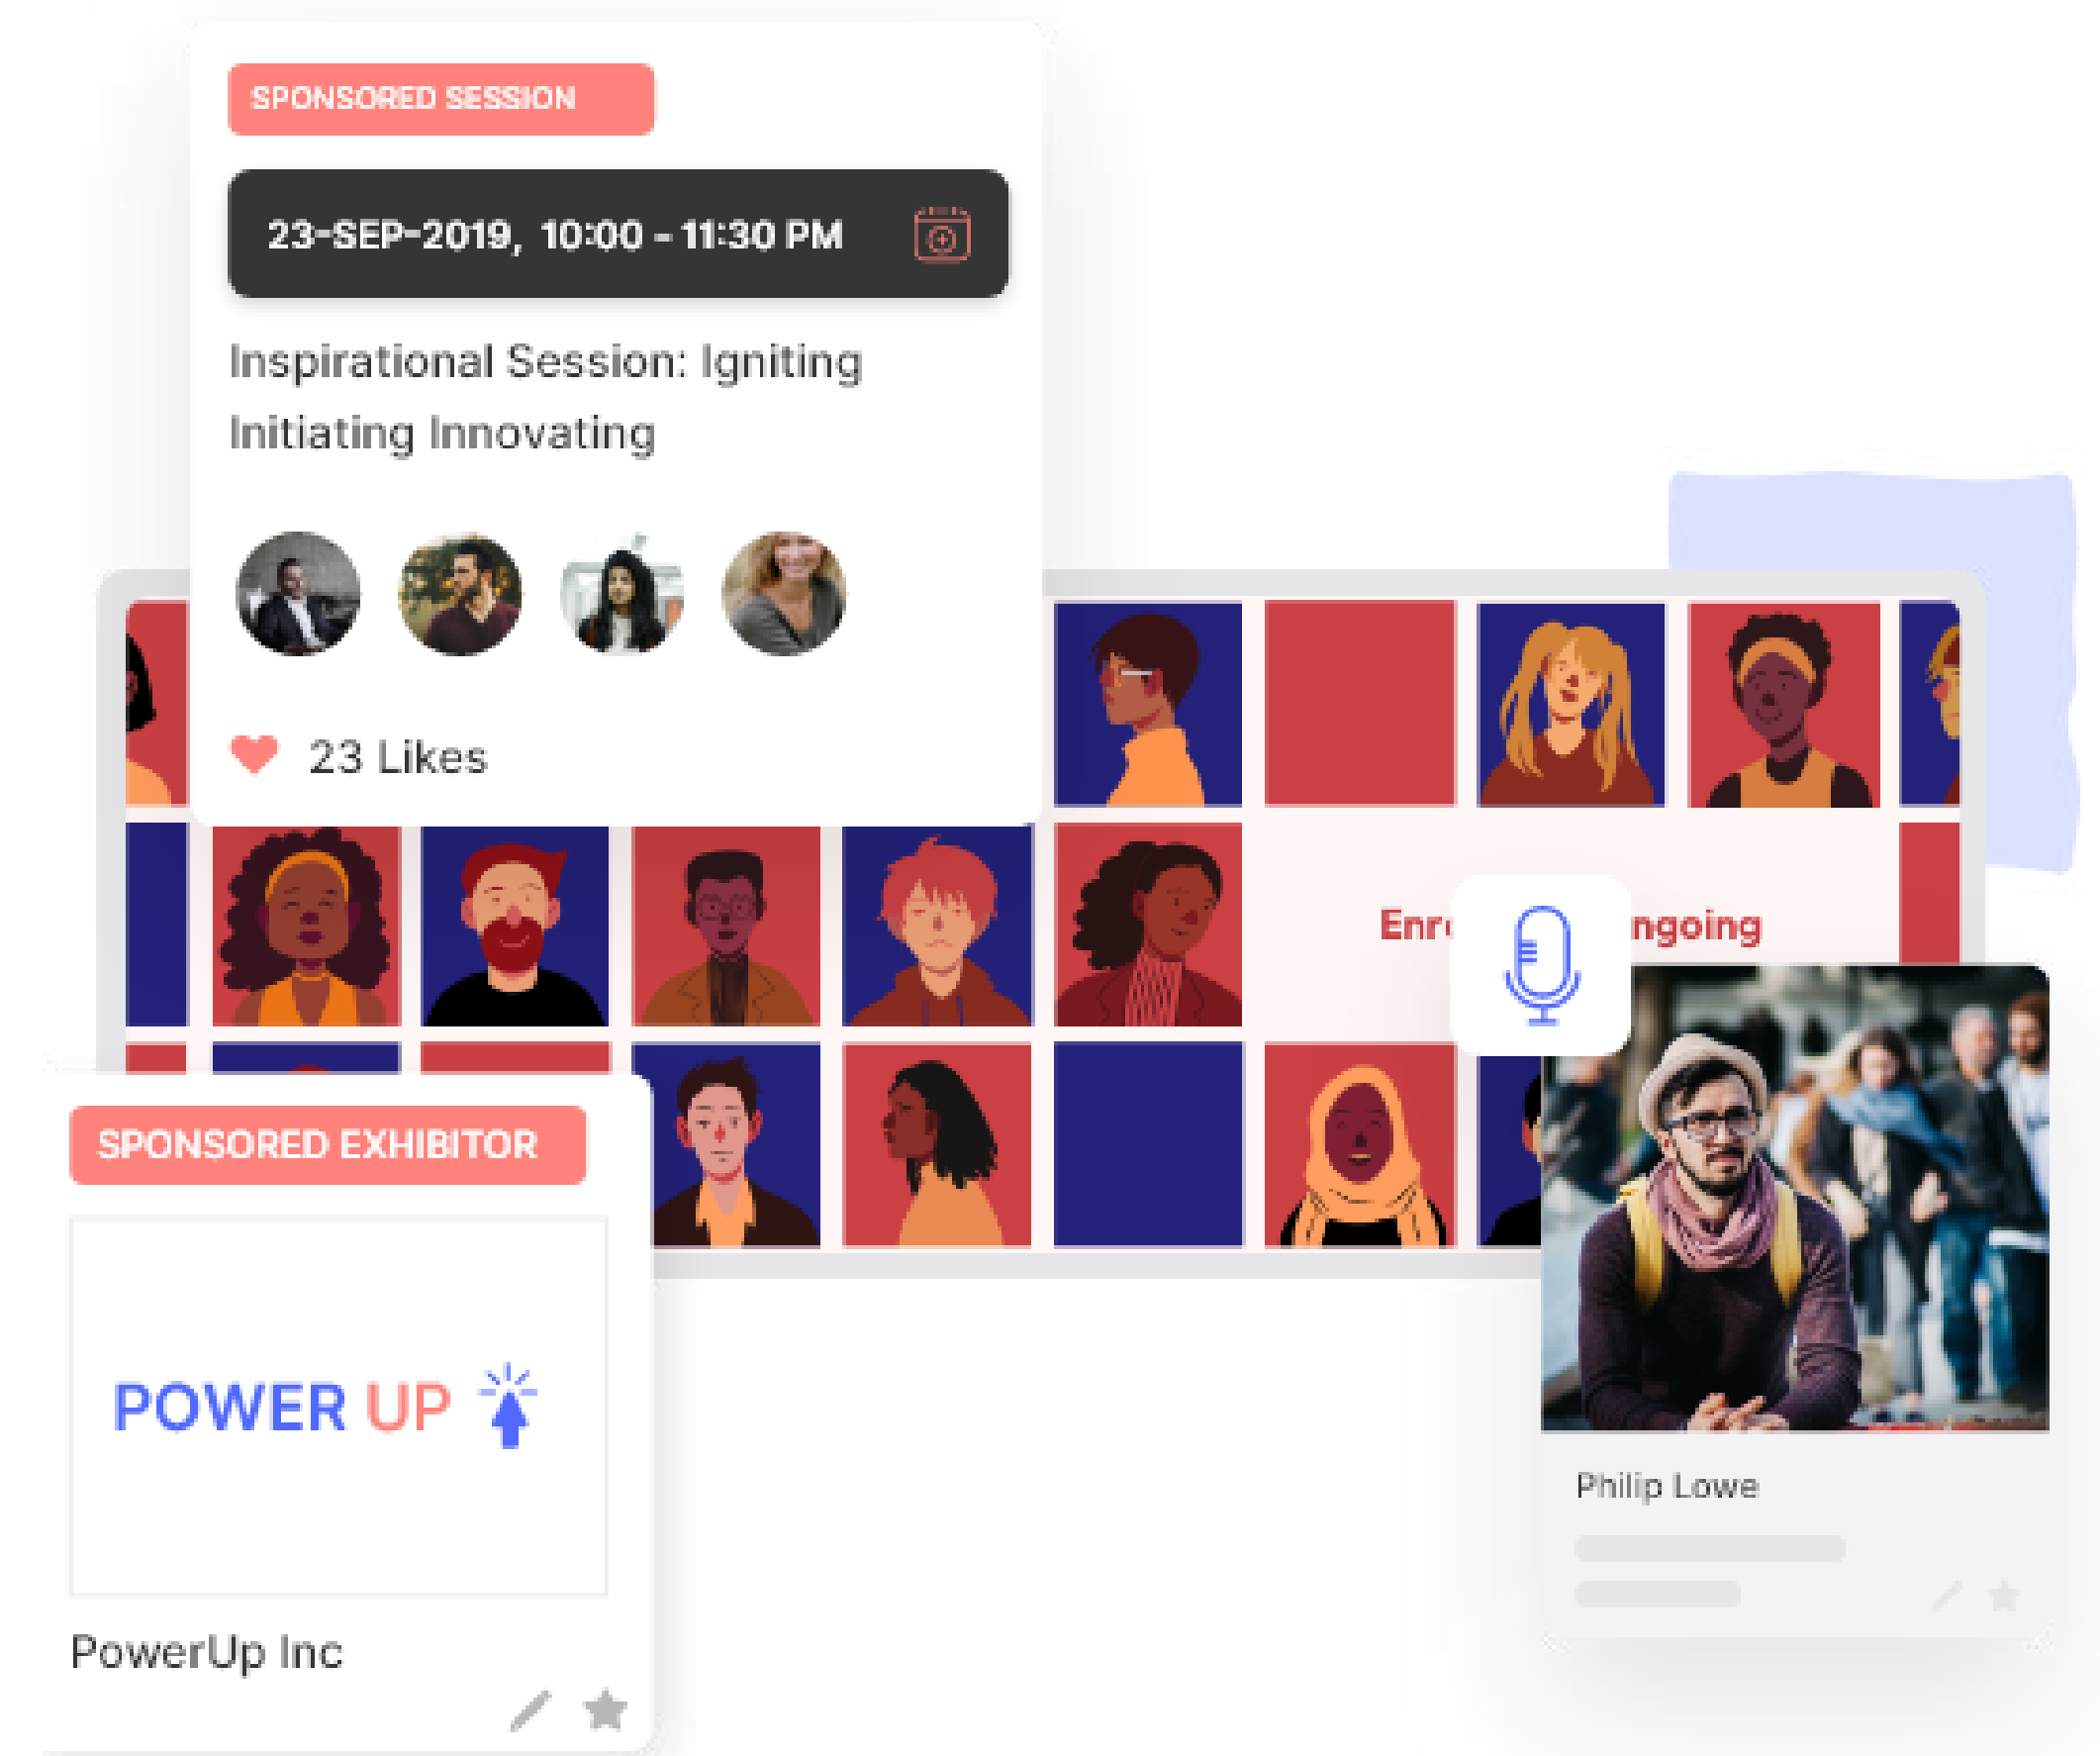 SPONSORED SESSION
23-SEP-2019, 10:00 - 11:30 PM
Inspirational Session: Igniting
Initiating Innovating
23 Likes
SPONSORED EXHIBITOR
POWER UP
PowerUp Inc
Philip Lowe